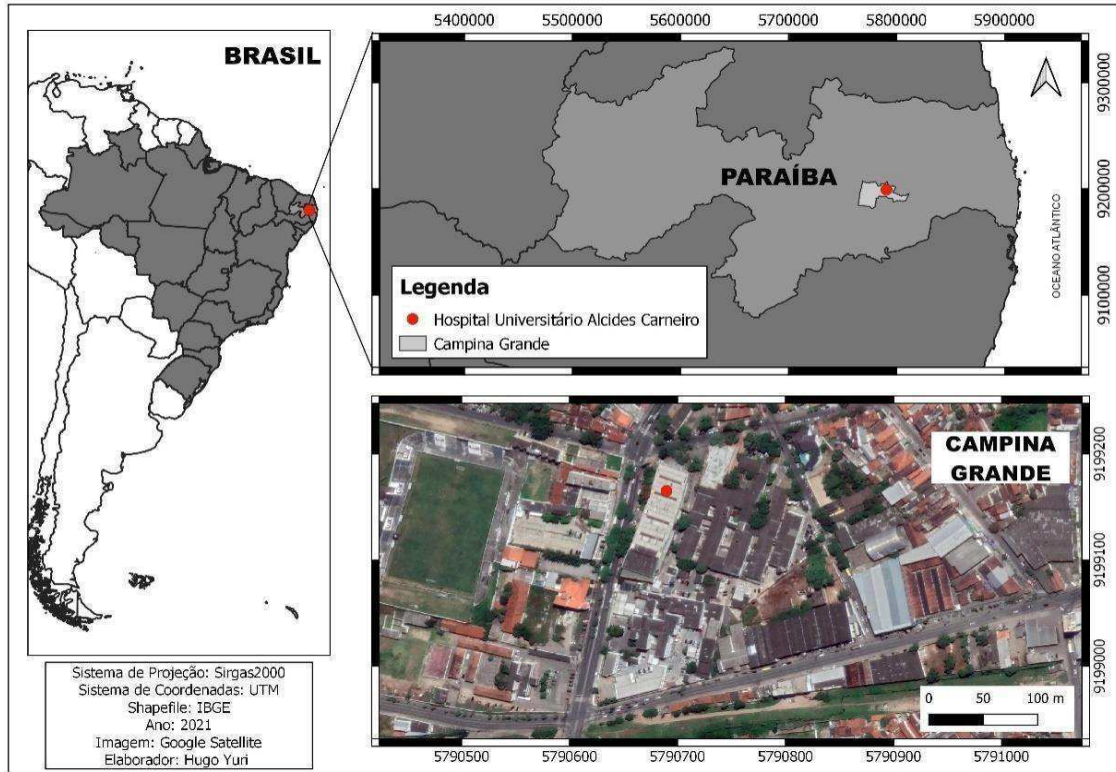 BRASIL
5400000 5500000 5600000 5700000 5800000 5900000
PARAÍBA
9300000
9200000
9100000
OCEANO ATLÂNTICO
Legenda
Hospital Universitário Alcides Carneiro
Campina Grande
CAMPINA
GRANDE
9199200
9199100
9199000
0 50 100 m
5790500 5790600 5790700 5790800 5790900 5791000
Sistema de Projeção: Sirgas2000
Sistema de Coordenadas: UTM
Shapefile: IBGE
Ano: 2021
Imagem: Google Satellite
Elaborador: Hugo Yuri